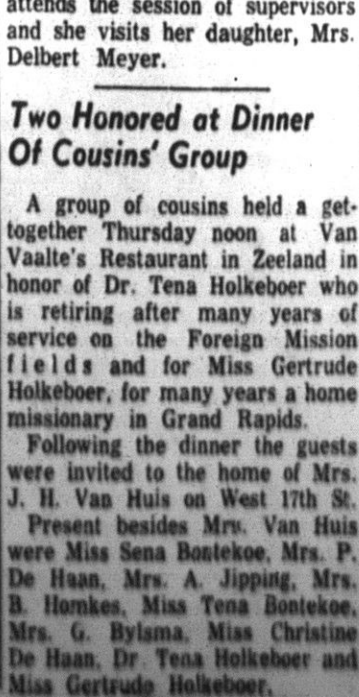 attends the session of supervisors
and she visits her daughter, Mrs.
Delbert Meyer.
Two Honored at Dinner
Of Cousins' Group
A group of cousins held a get-
together Thursday noon at Van
Vaalte's Restaurant in Zeeland in
honor of Dr. Tena Holkeboer who
is retiring after many years of
service on the Foreign Mission
fields and for Miss Gertrude
Holkeboer, for many years a home
missionary in Grand Rapids.
Following the dinner the guests
were invited to the home of Mrs.
J. H. Van Huis on West 17th St.
Present besides Mrs. Van Huis
were Miss Sena Bontekoe, Mrs. P.
De Haan, Mrs. A. Jipping, Mrs.
B. Homkes, Miss Tena Bontekoe,
Mrs. G. Bylsma, Miss Christine
De Haan, Dr. Tena Holkeboer and
Miss Gertrude Holkeboer.